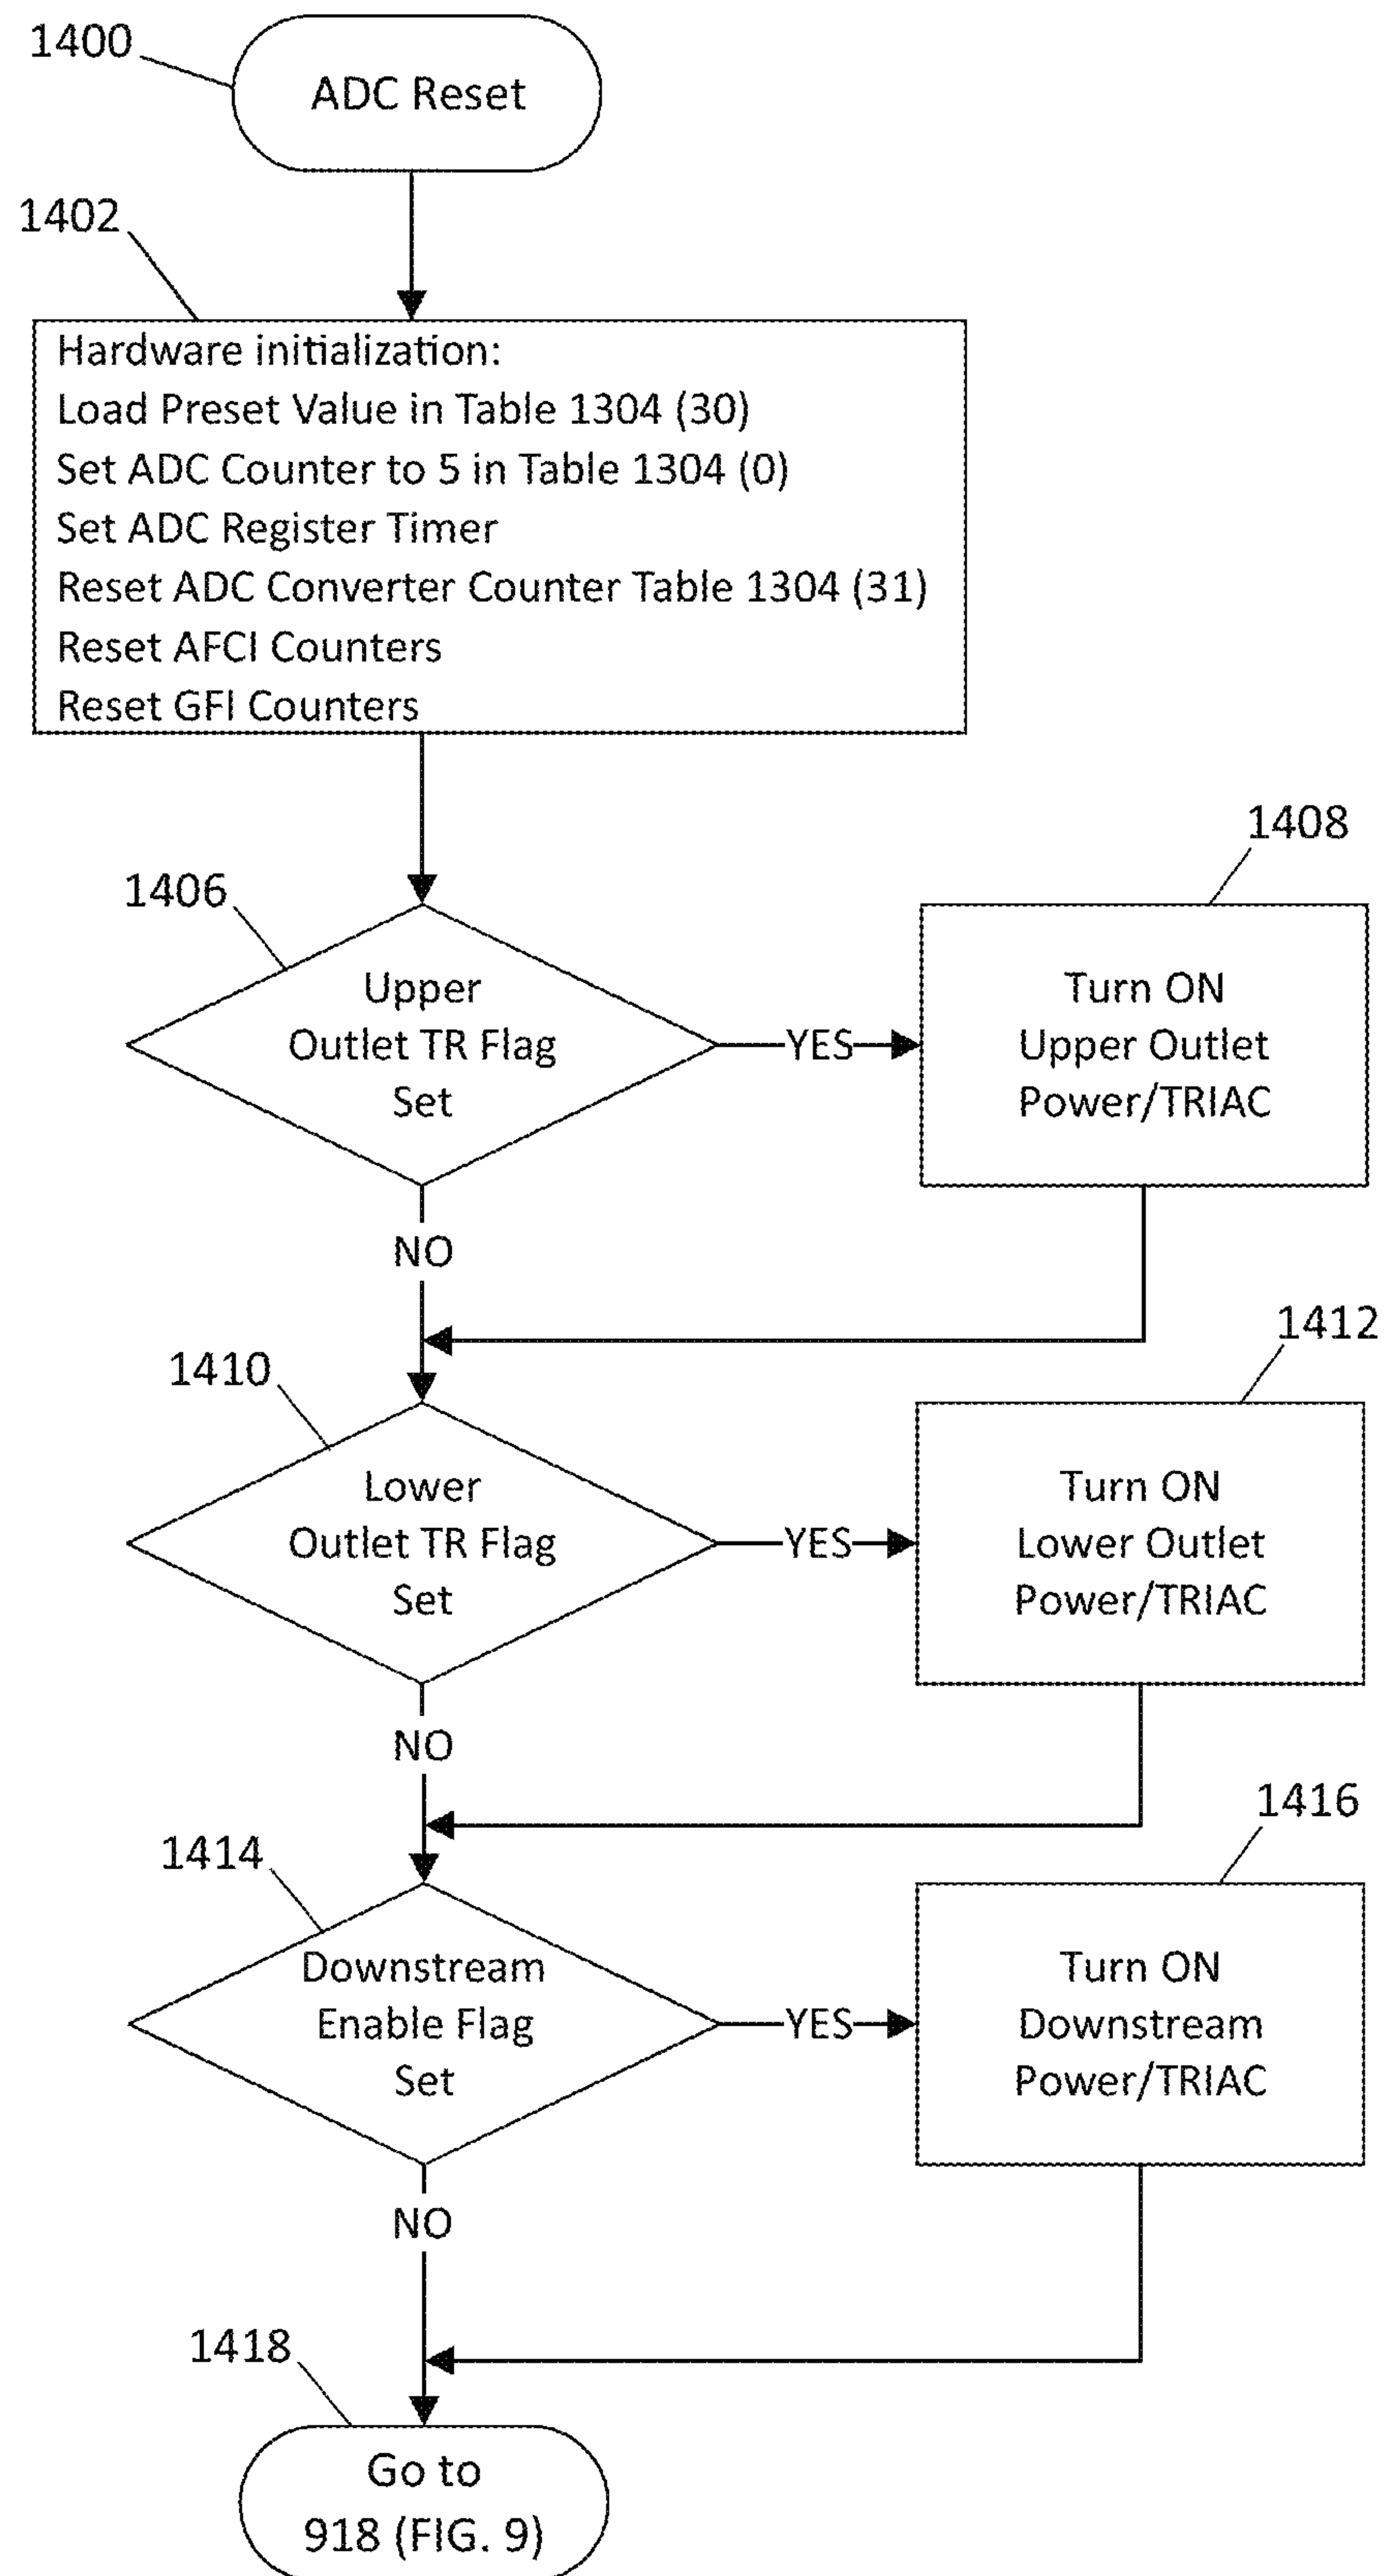 1400
ADC Reset
1402
Hardware initialization:
Load Preset Value in Table 1304 (30)
Set ADC Counter to 5 in Table 1304 (0)
Set ADC Register Timer
Reset ADC Converter Counter Table 1304 (31)
Reset AFCI Counters
Reset GFI Counters
1406
Upper
Outlet TR Flag
Set
YES
1408
Turn ON
Upper Outlet
Power/TRIAC
NO
1410
Lower
Outlet TR Flag
Set
YES
1412
Turn ON
Lower Outlet
Power/TRIAC
NO
1414
Downstream
Enable Flag
Set
YES
1416
Turn ON
Downstream
Power/TRIAC
NO
1418
Go to
918 (FIG. 9)